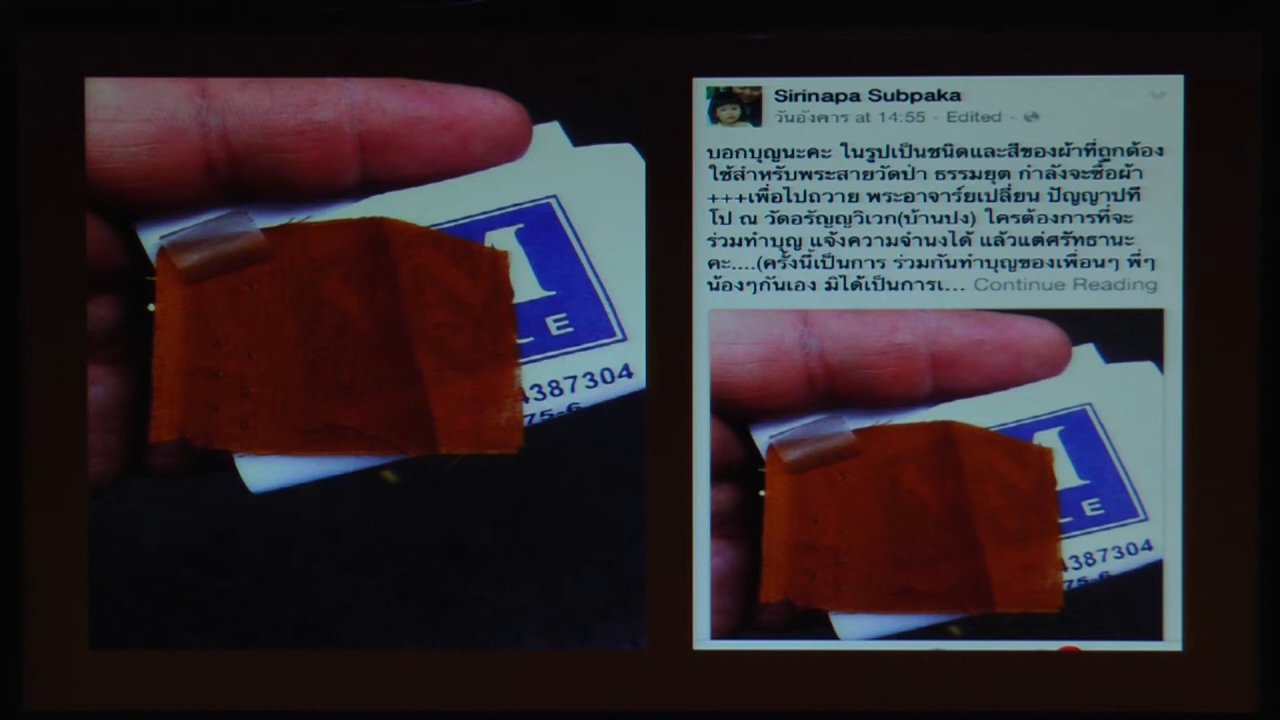 M
LE
4387304
75-6
Sirinapa Subpaka
วันอังคาร at 14:55 · Edited ·
บอกบุญนะคะ ในรูปเป็นชนิดและสีของผ้าที่ถูกต้อง
ใช้สำหรับพระสายวัดป่า ธรรมยุต กำลังจะซื้อผ้า
+++เพื่อไปถวาย พระอาจาร์ยเปลี่ยน ปัญญาปที
โป ณ วัดอรัญญวิเวก(บ้านปง) ใครต้องการที่จะ
ร่วมทำบุญ แจ้งความจำนงได้ แล้วแต่ศรัทธานะ
คะ....(ครั้งนี้เป็นการ ร่วมกันทำบุญของเพื่อนๆ พี่ๆ
น้องๆกันเอง มิได้เป็นการเ... Continue Reading
LE
4387304
75-6